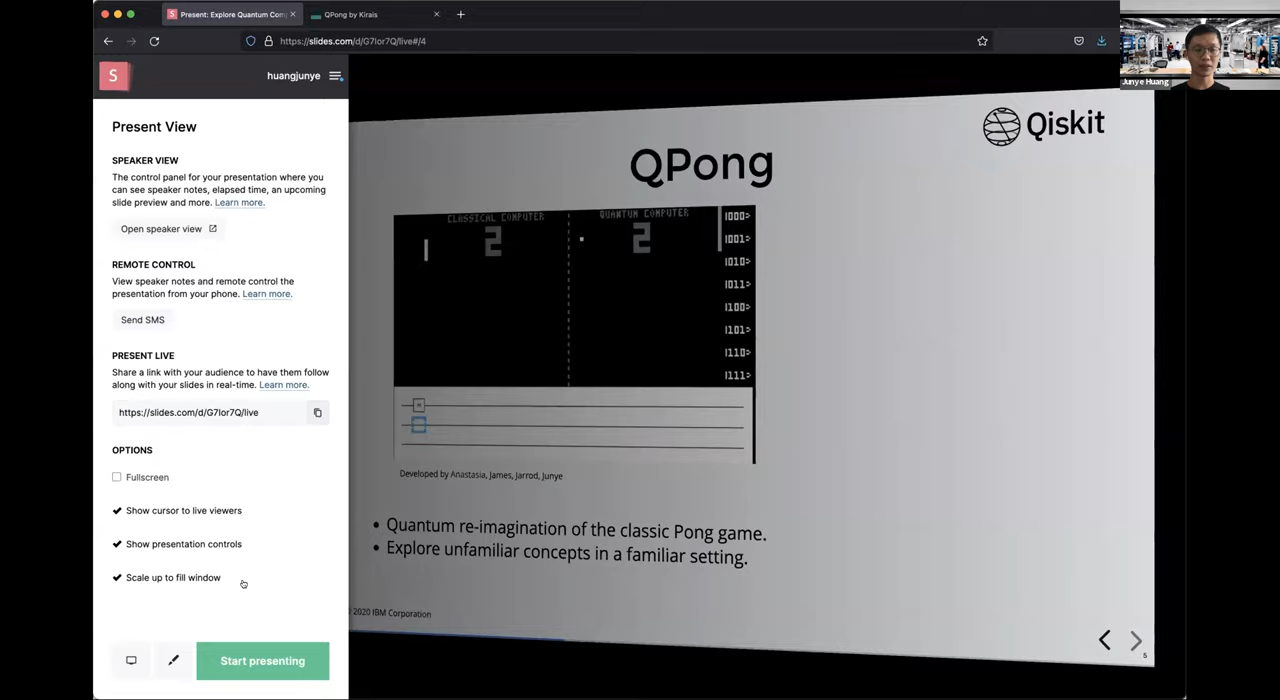 Present: Explore Quantum Com
QPong by Kirais
https://slides.com/d/G7lor7Q/live#/4
S
huangjunye
Present View
SPEAKER VIEW
The control panel for your presentation where you
can see speaker notes, elapsed time, an upcoming
slide preview and more. Learn more.
Open speaker view
REMOTE CONTROL
View speaker notes and remote control the
presentation from your phone. Learn more.
Send SMS
PRESENT LIVE
Share a link with your audience to have them follow
along with your slides in real-time. Learn more.
https://slides.com/d/G7lor7Q/live
OPTIONS
Fullscreen
Show cursor to live viewers
Show presentation controls
Scale up to fill window
Start presenting
Qiskit
QPong
CLASSICAL COMPUTER
QUANTUM COMPUTER
2
2
|000>
|001>
|010>
|011>
|100>
|101>
|110>
|111>
Developed by Anastasia, James, Jarrod, Junye
• Quantum re-imagination of the classic Pong game.
• Explore unfamiliar concepts in a familiar setting.
2020 IBM Corporation
5
Junye Huang